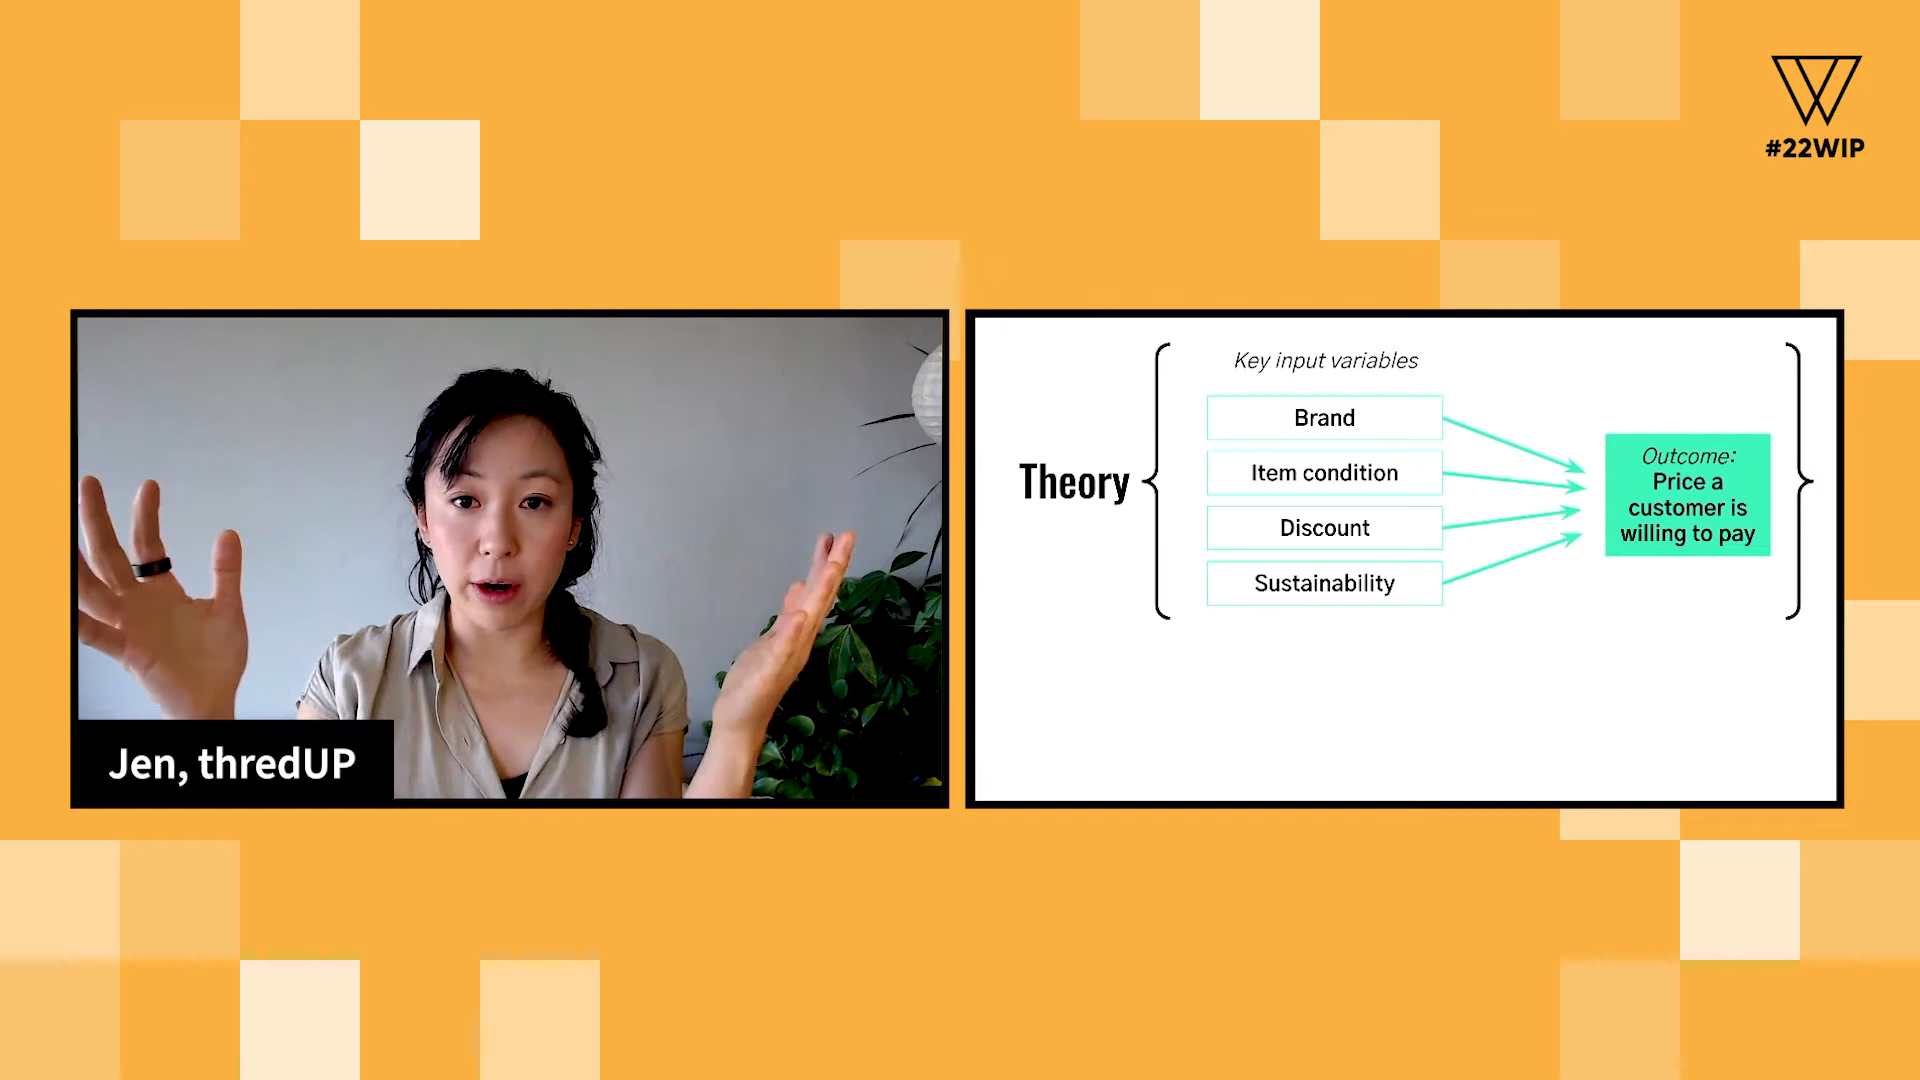 #22WIP
Jen, thredUP
Theory
Key input variables
Brand
Item condition
Discount
Sustainability
Outcome:
Price a
customer is
willing to pay